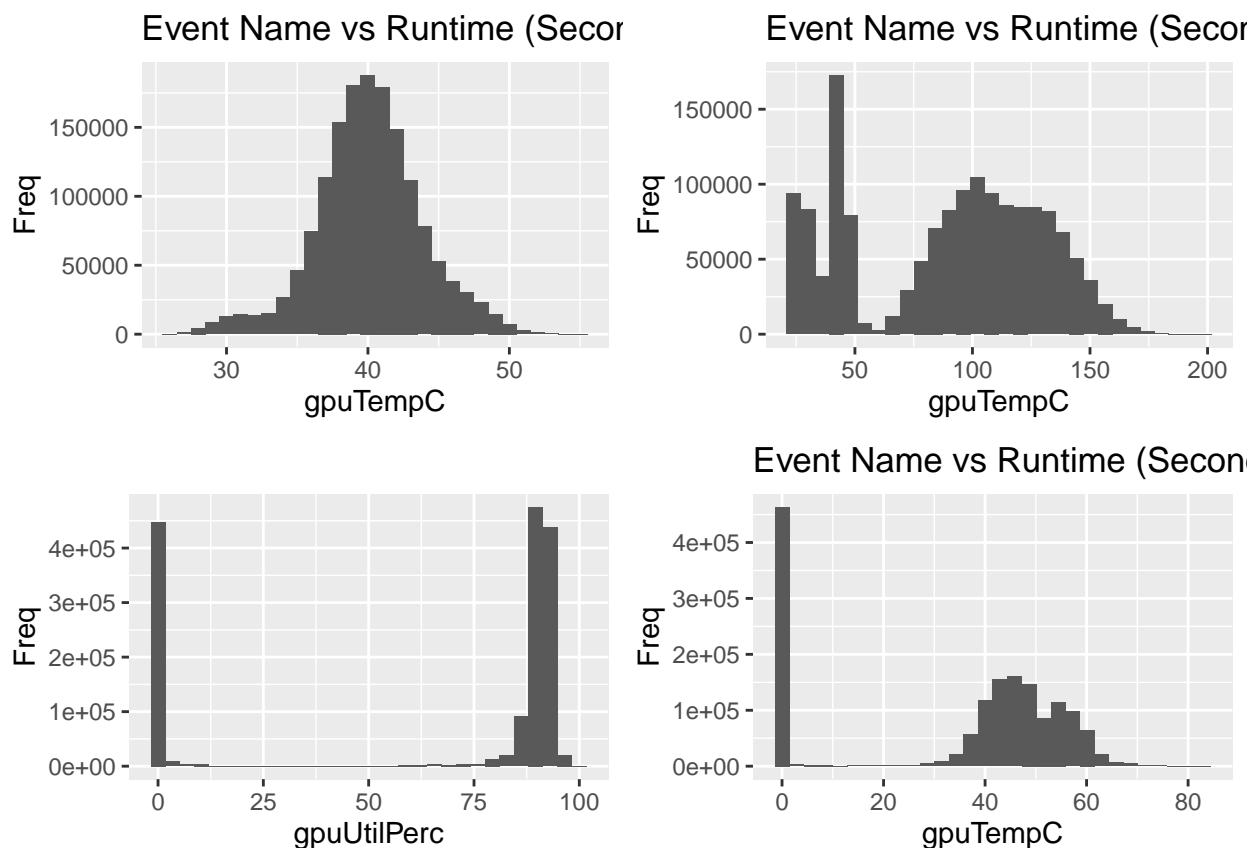 Event Name vs Runtime (Secon
Freq
150000
100000
50000
0
30
40
50
gpuTempC
Event Name vs Runtime (Secon
Freq
150000
100000
50000
0
50
100
150
200
gpuTempC
Freq
4e+05
3e+05
2e+05
1e+05
0e+00
0
25
50
75
100
gpuUtilPerc
Event Name vs Runtime (Secon
Freq
4e+05
3e+05
2e+05
1e+05
0e+00
0
20
40
60
80
gpuTempC